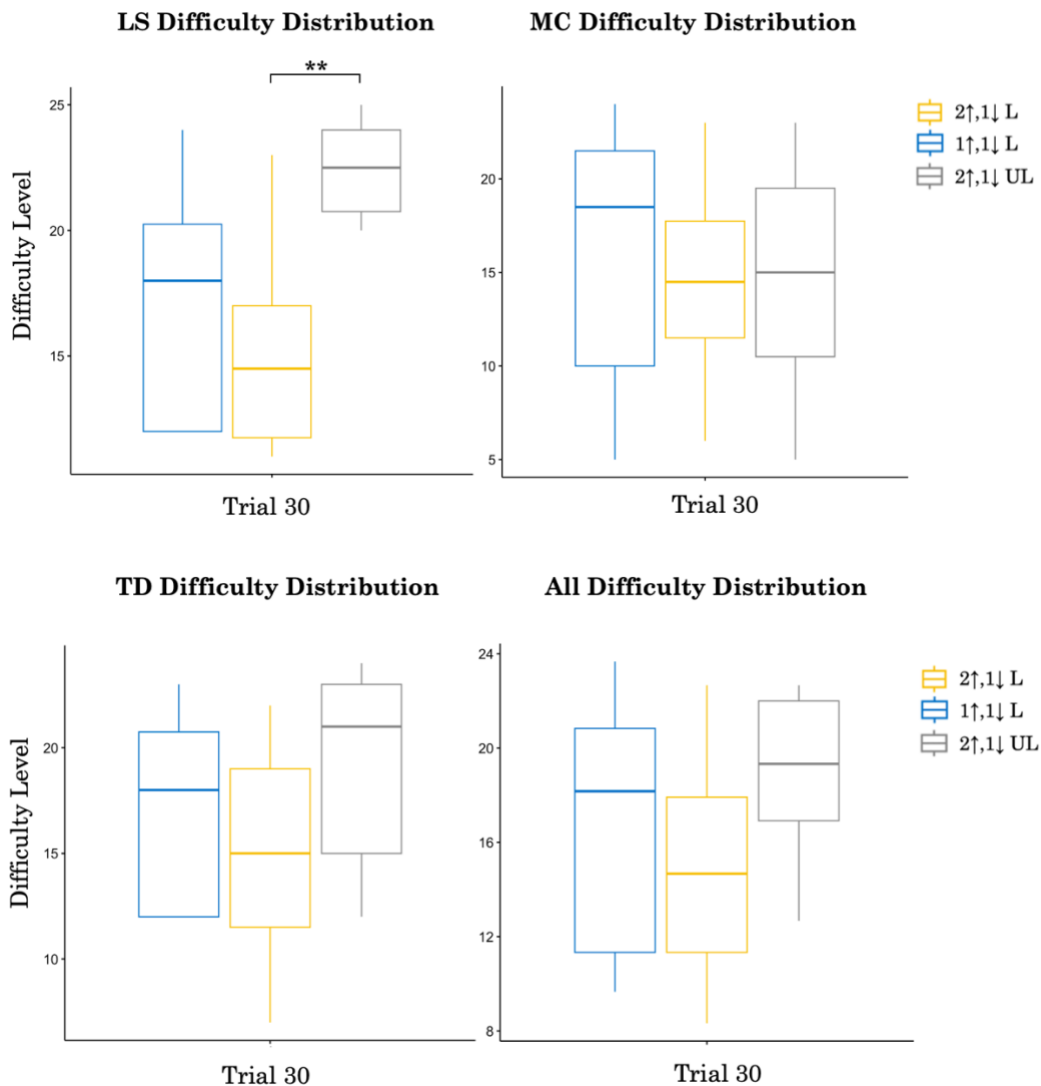 LS Difficulty Distribution
MC Difficulty Distribution
**
25
20
15
Difficulty Level
Trial 30
20
15
10
5
Trial 30
2↑,1↓ L
1↑,1↓ L
2↑,1↓ UL
TD Difficulty Distribution
All Difficulty Distribution
20
15
10
Difficulty Level
Trial 30
24
20
16
12
8
Trial 30
2↑,1↓ L
1↑,1↓ L
2↑,1↓ UL